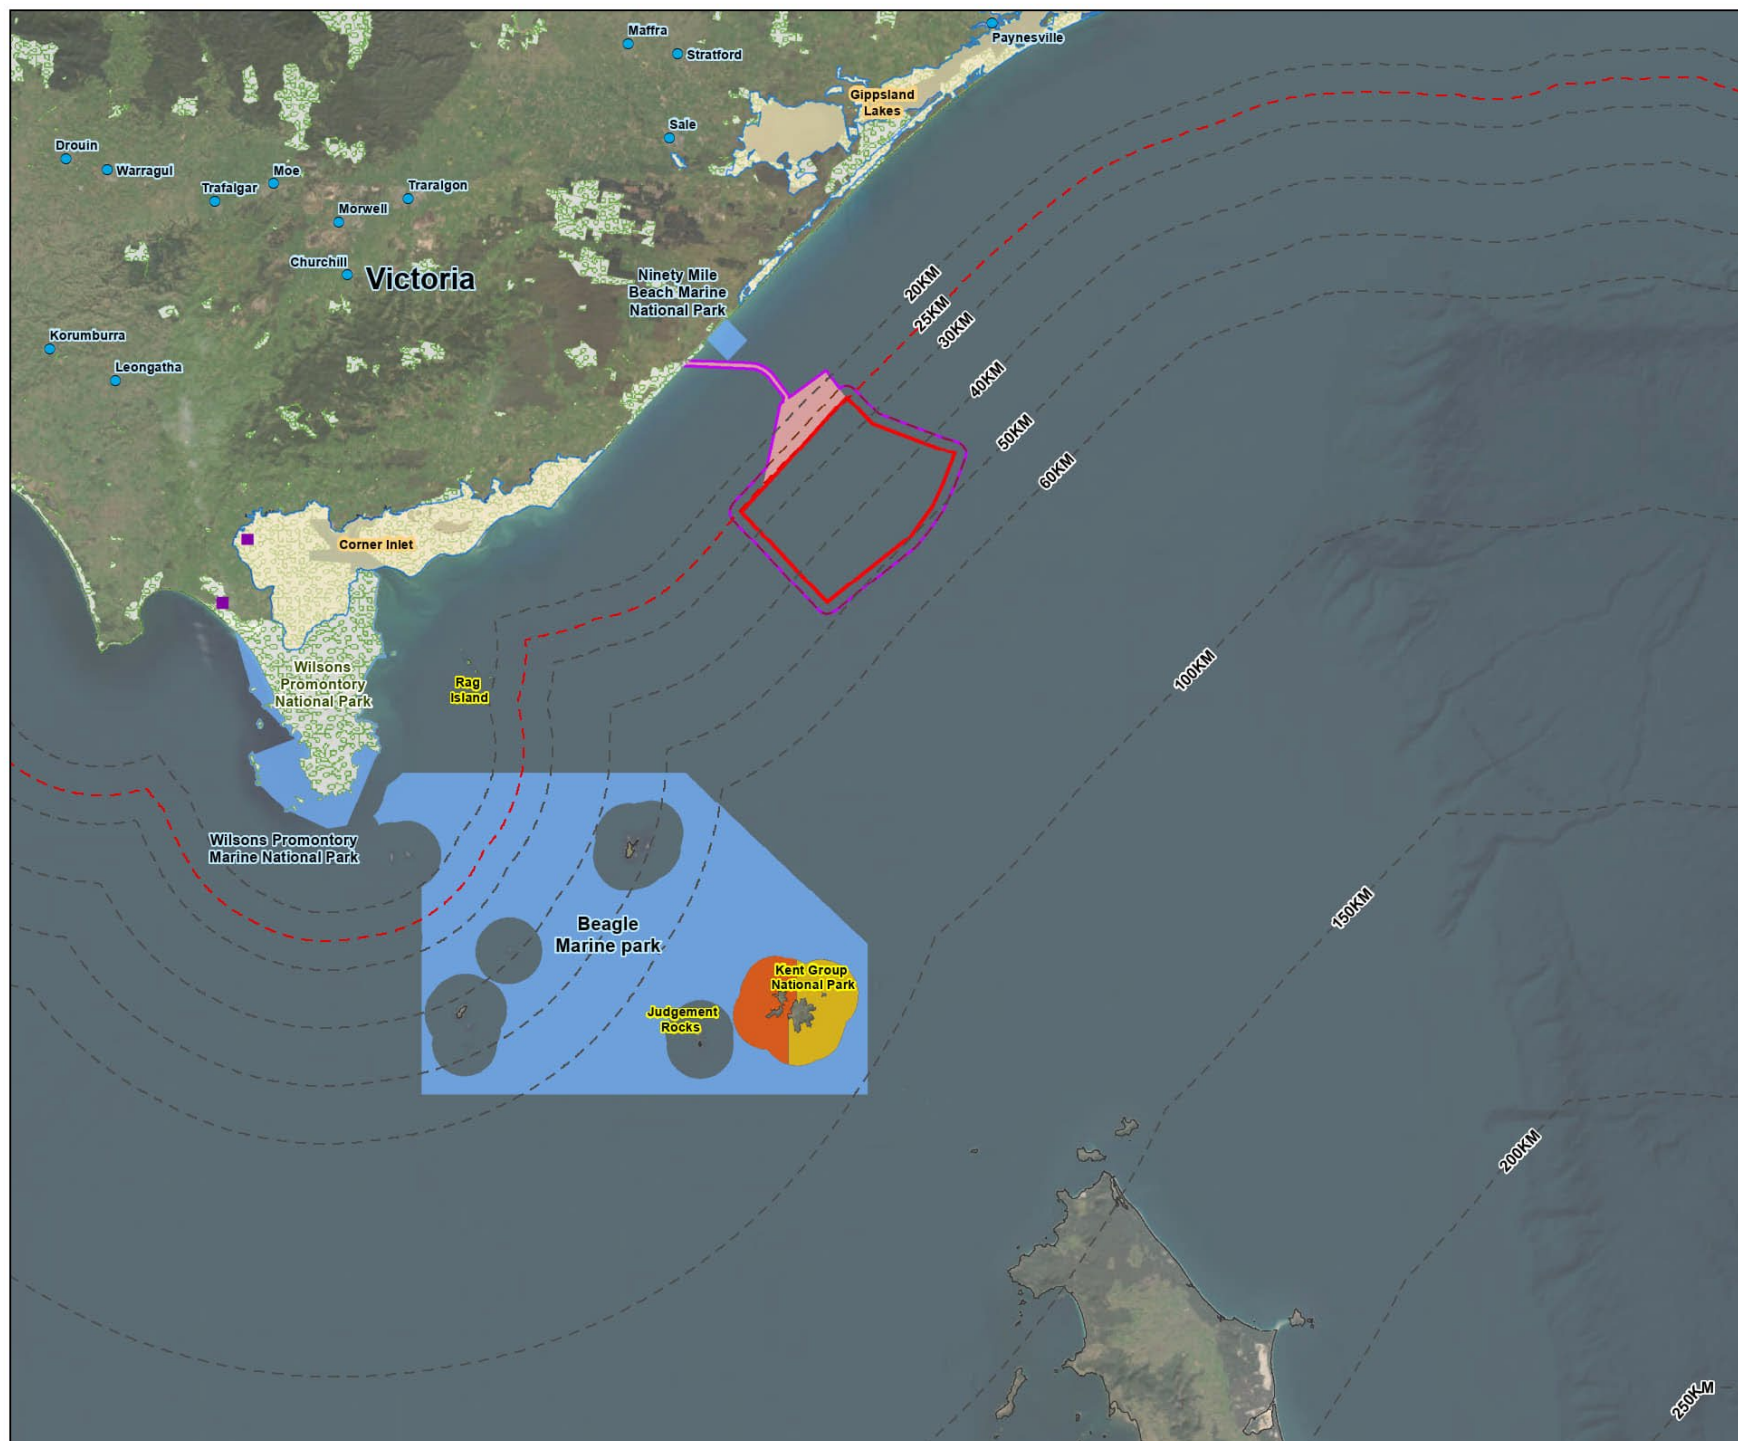 Maffra
Stratford
Paynesville
Gippsland
Lakes
Sale
Drouin
Warragul
Moe
Trafalgar
Traralgon
Morwell
Churchill
Victoria
Ninety Mile
Beach Marine
National Park
20KM
25KM
30KM
Korumburra
Leongatha
40KM
50KM
60KM
Corner Inlet
Wilsons
Promontory
National Park
Rag
Island
100KM
Wilsons Promontory
Marine National Park
150KM
Beagle
Marine park
Kent Group
National Park
Judgement
Rocks
200KM
250KM